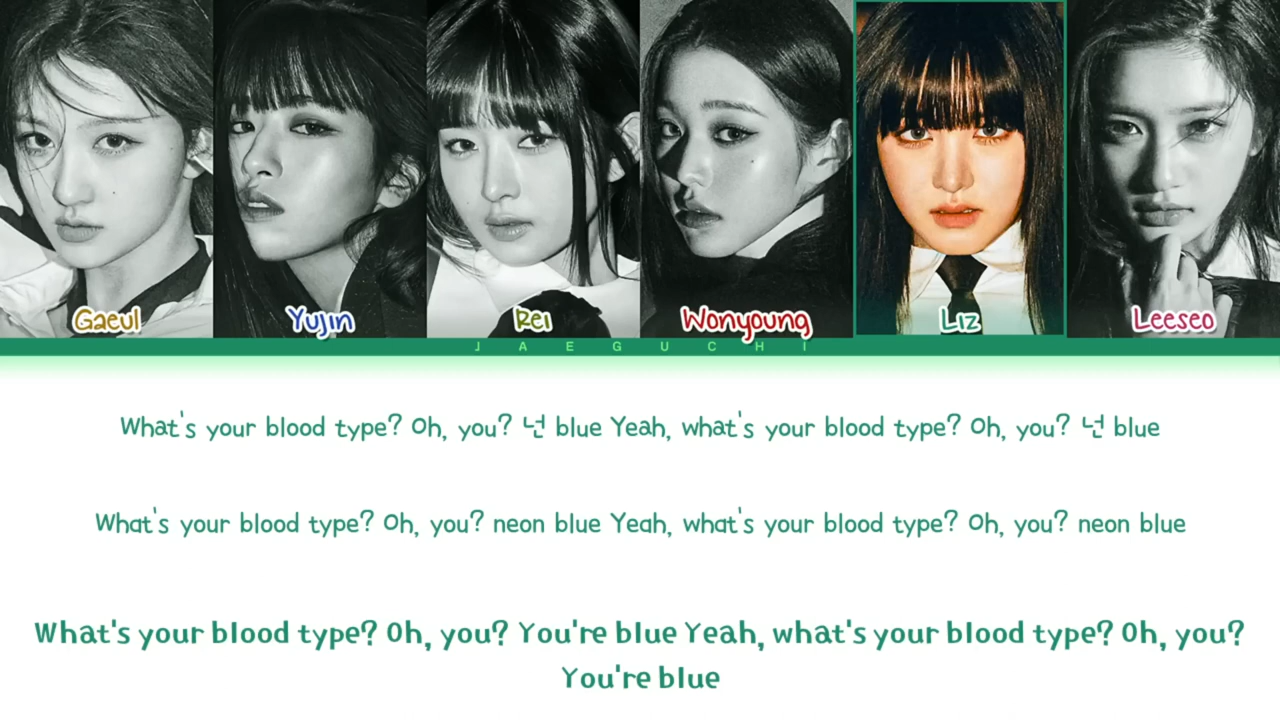 Gaeul Yujin Rei Wonyoung Liz Leeseo
JAEGUCHI
What's your blood type? Oh, you? 넌 blue Yeah, what's your blood type? Oh, you? 넌 blue
What's your blood type? Oh, you? neon blue Yeah, what's your blood type? Oh, you? neon blue
What's your blood type? Oh, you? You're blue Yeah, what's your blood type? Oh, you?
You're blue